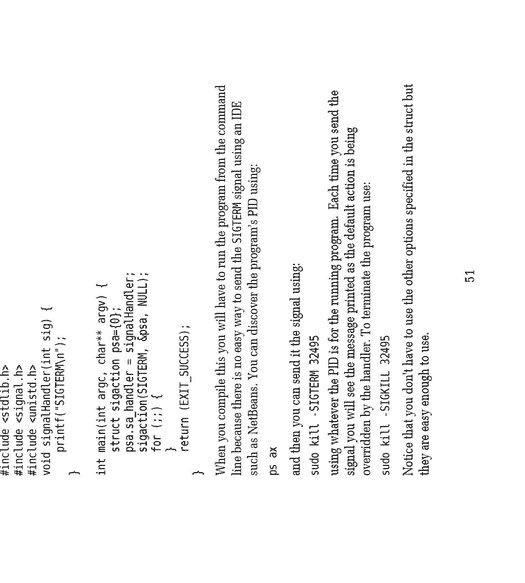 #include <stdlib.h>
#include <signal.h>
#include <unistd.h>
void signalHandler(int sig) {
printf("SIGTERM\n");
}
int main(int argc, char** argv) {
struct sigaction psa={0};
psa.sa_handler = signalHandler;
sigaction(SIGTERM, &psa, NULL);
for (;;) {
}
return (EXIT_SUCCESS);
}
When you compile this you will have to run the program from the command
line because there is no easy way to send the SIGTERM signal using an IDE
such as NetBeans. You can discover the program's PID using:
ps ax
and then you can send it the signal using:
sudo kill -SIGTERM 32495
using whatever the PID is for the running program. Each time you send the
signal you will see the message printed as the default action is being
overridden by the handler. To terminate the program use:
sudo kill -SIGKILL 32495
Notice that you don't have to use the other options specified in the struct but
they are easy enough to use.
51